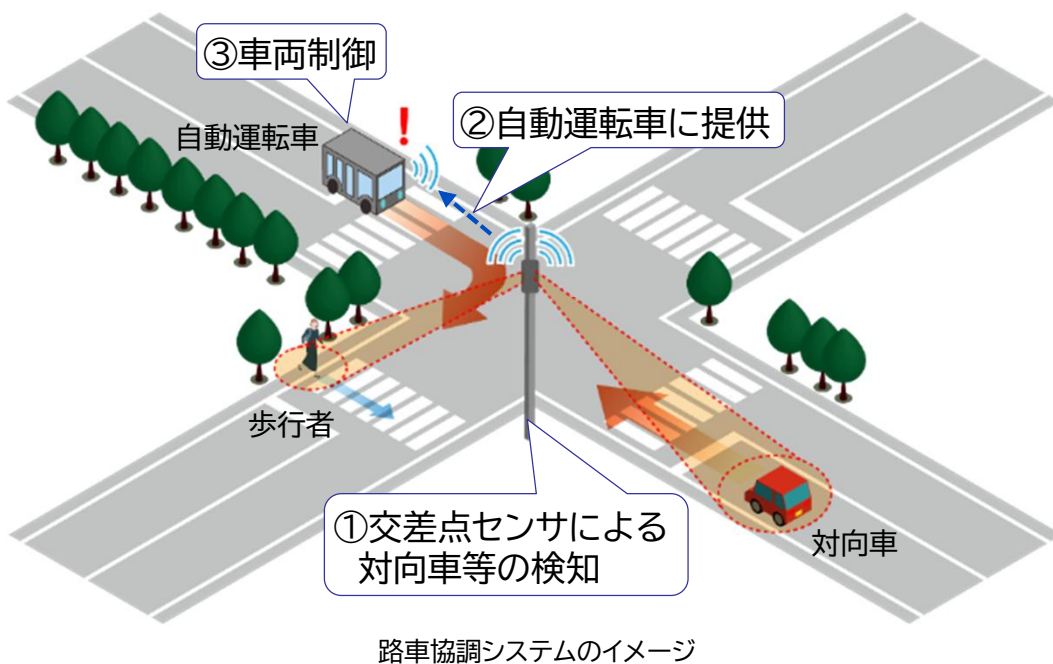 ③車両制御
自動運転車
②自動運転車に提供
歩行者
①交差点センサによる
対向車等の検知
対向車
路車協調システムのイメージ